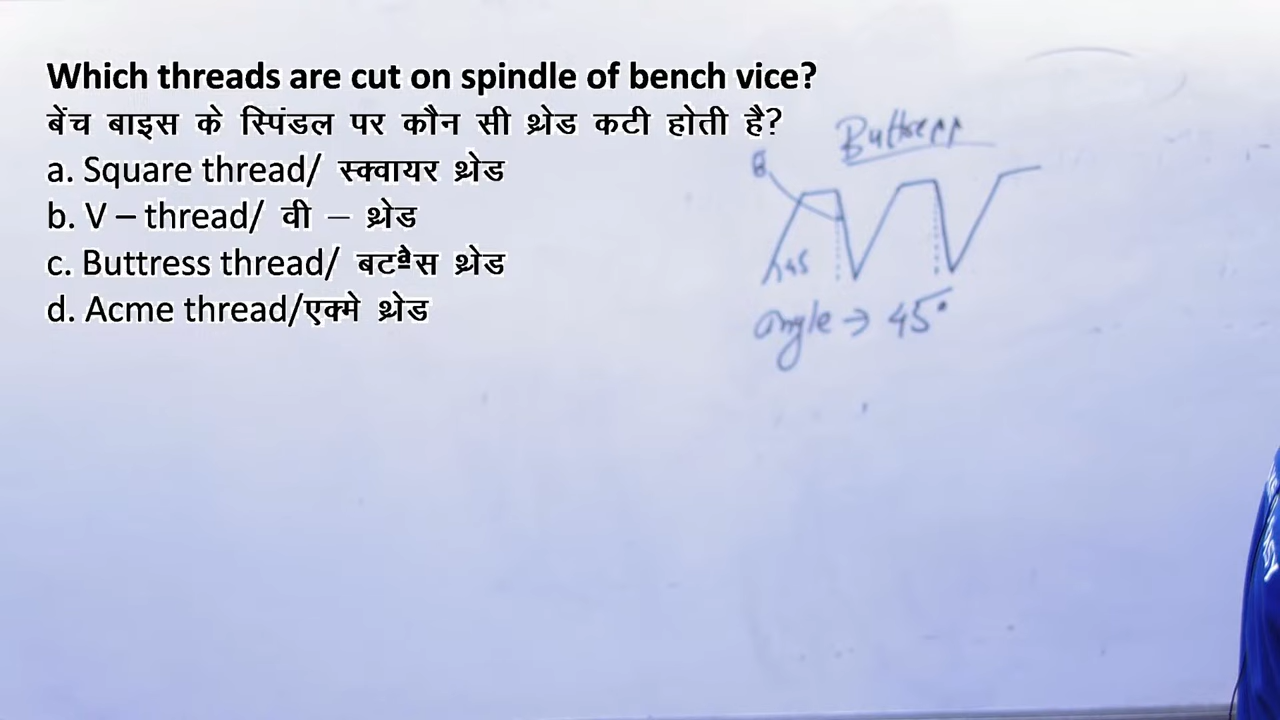 Which threads are cut on spindle of bench vice?
बेंच बाइस के स्पिंडल पर कौन सी थ्रेड कटी होती है?
a. Square thread/ स्क्वायर थ्रेड
b. V – thread/ वी – थ्रेड
c. Buttress thread/ बटªेस थ्रेड
d. Acme thread/एक्मे थ्रेड
Buttress
45
angle → 45°